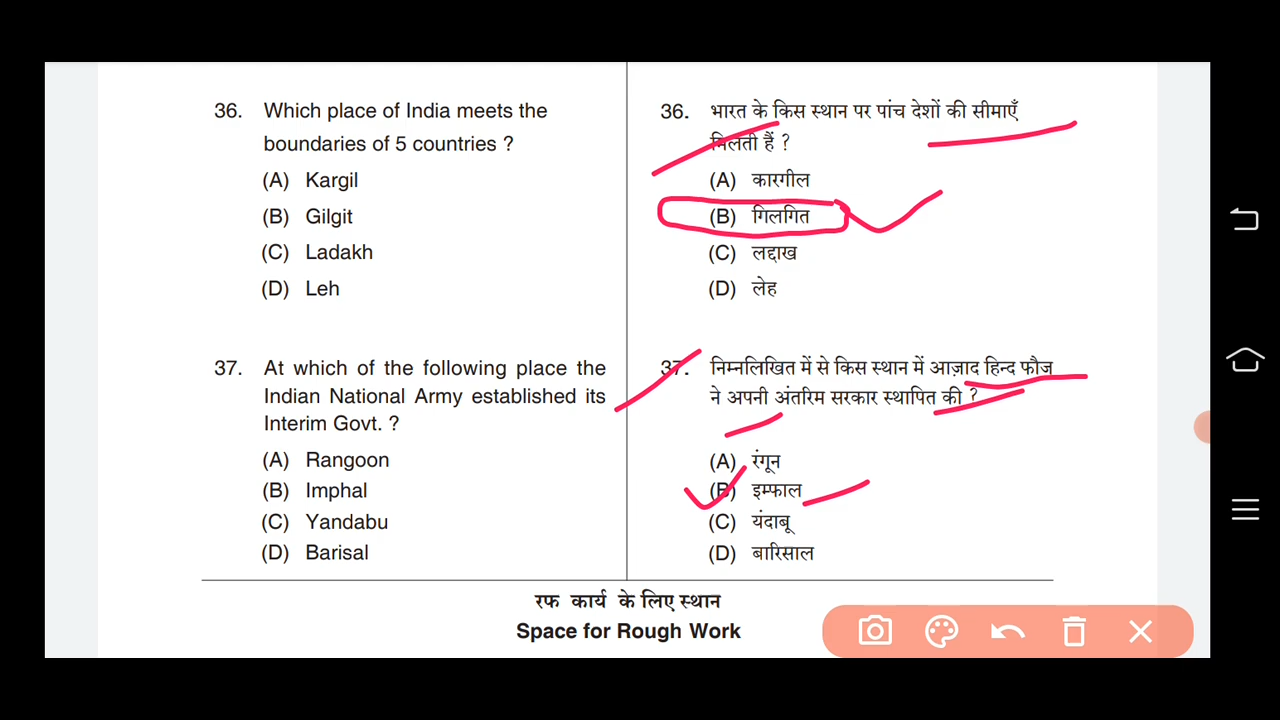 36. Which place of India meets the
boundaries of 5 countries ?
(A) Kargil
(B) Gilgit
(C) Ladakh
(D) Leh
37. At which of the following place the
Indian National Army established its
Interim Govt. ?
(A) Rangoon
(B) Imphal
(C) Yandabu
(D) Barisal
36. भारत के किस स्थान पर पांच देशों की सीमाएँ
मिलती हैं ?
(A) कारगील
(B) गिलगित
(C) लद्दाख
(D) लेह
37. निम्नलिखित में से किस स्थान में आज़ाद हिन्द फौज
ने अपनी अंतरिम सरकार स्थापित की ?
(A) रंगून
(B) इम्फाल
(C) यंदाबू
(D) बारिसाल
रफ कार्य के लिए स्थान
Space for Rough Work